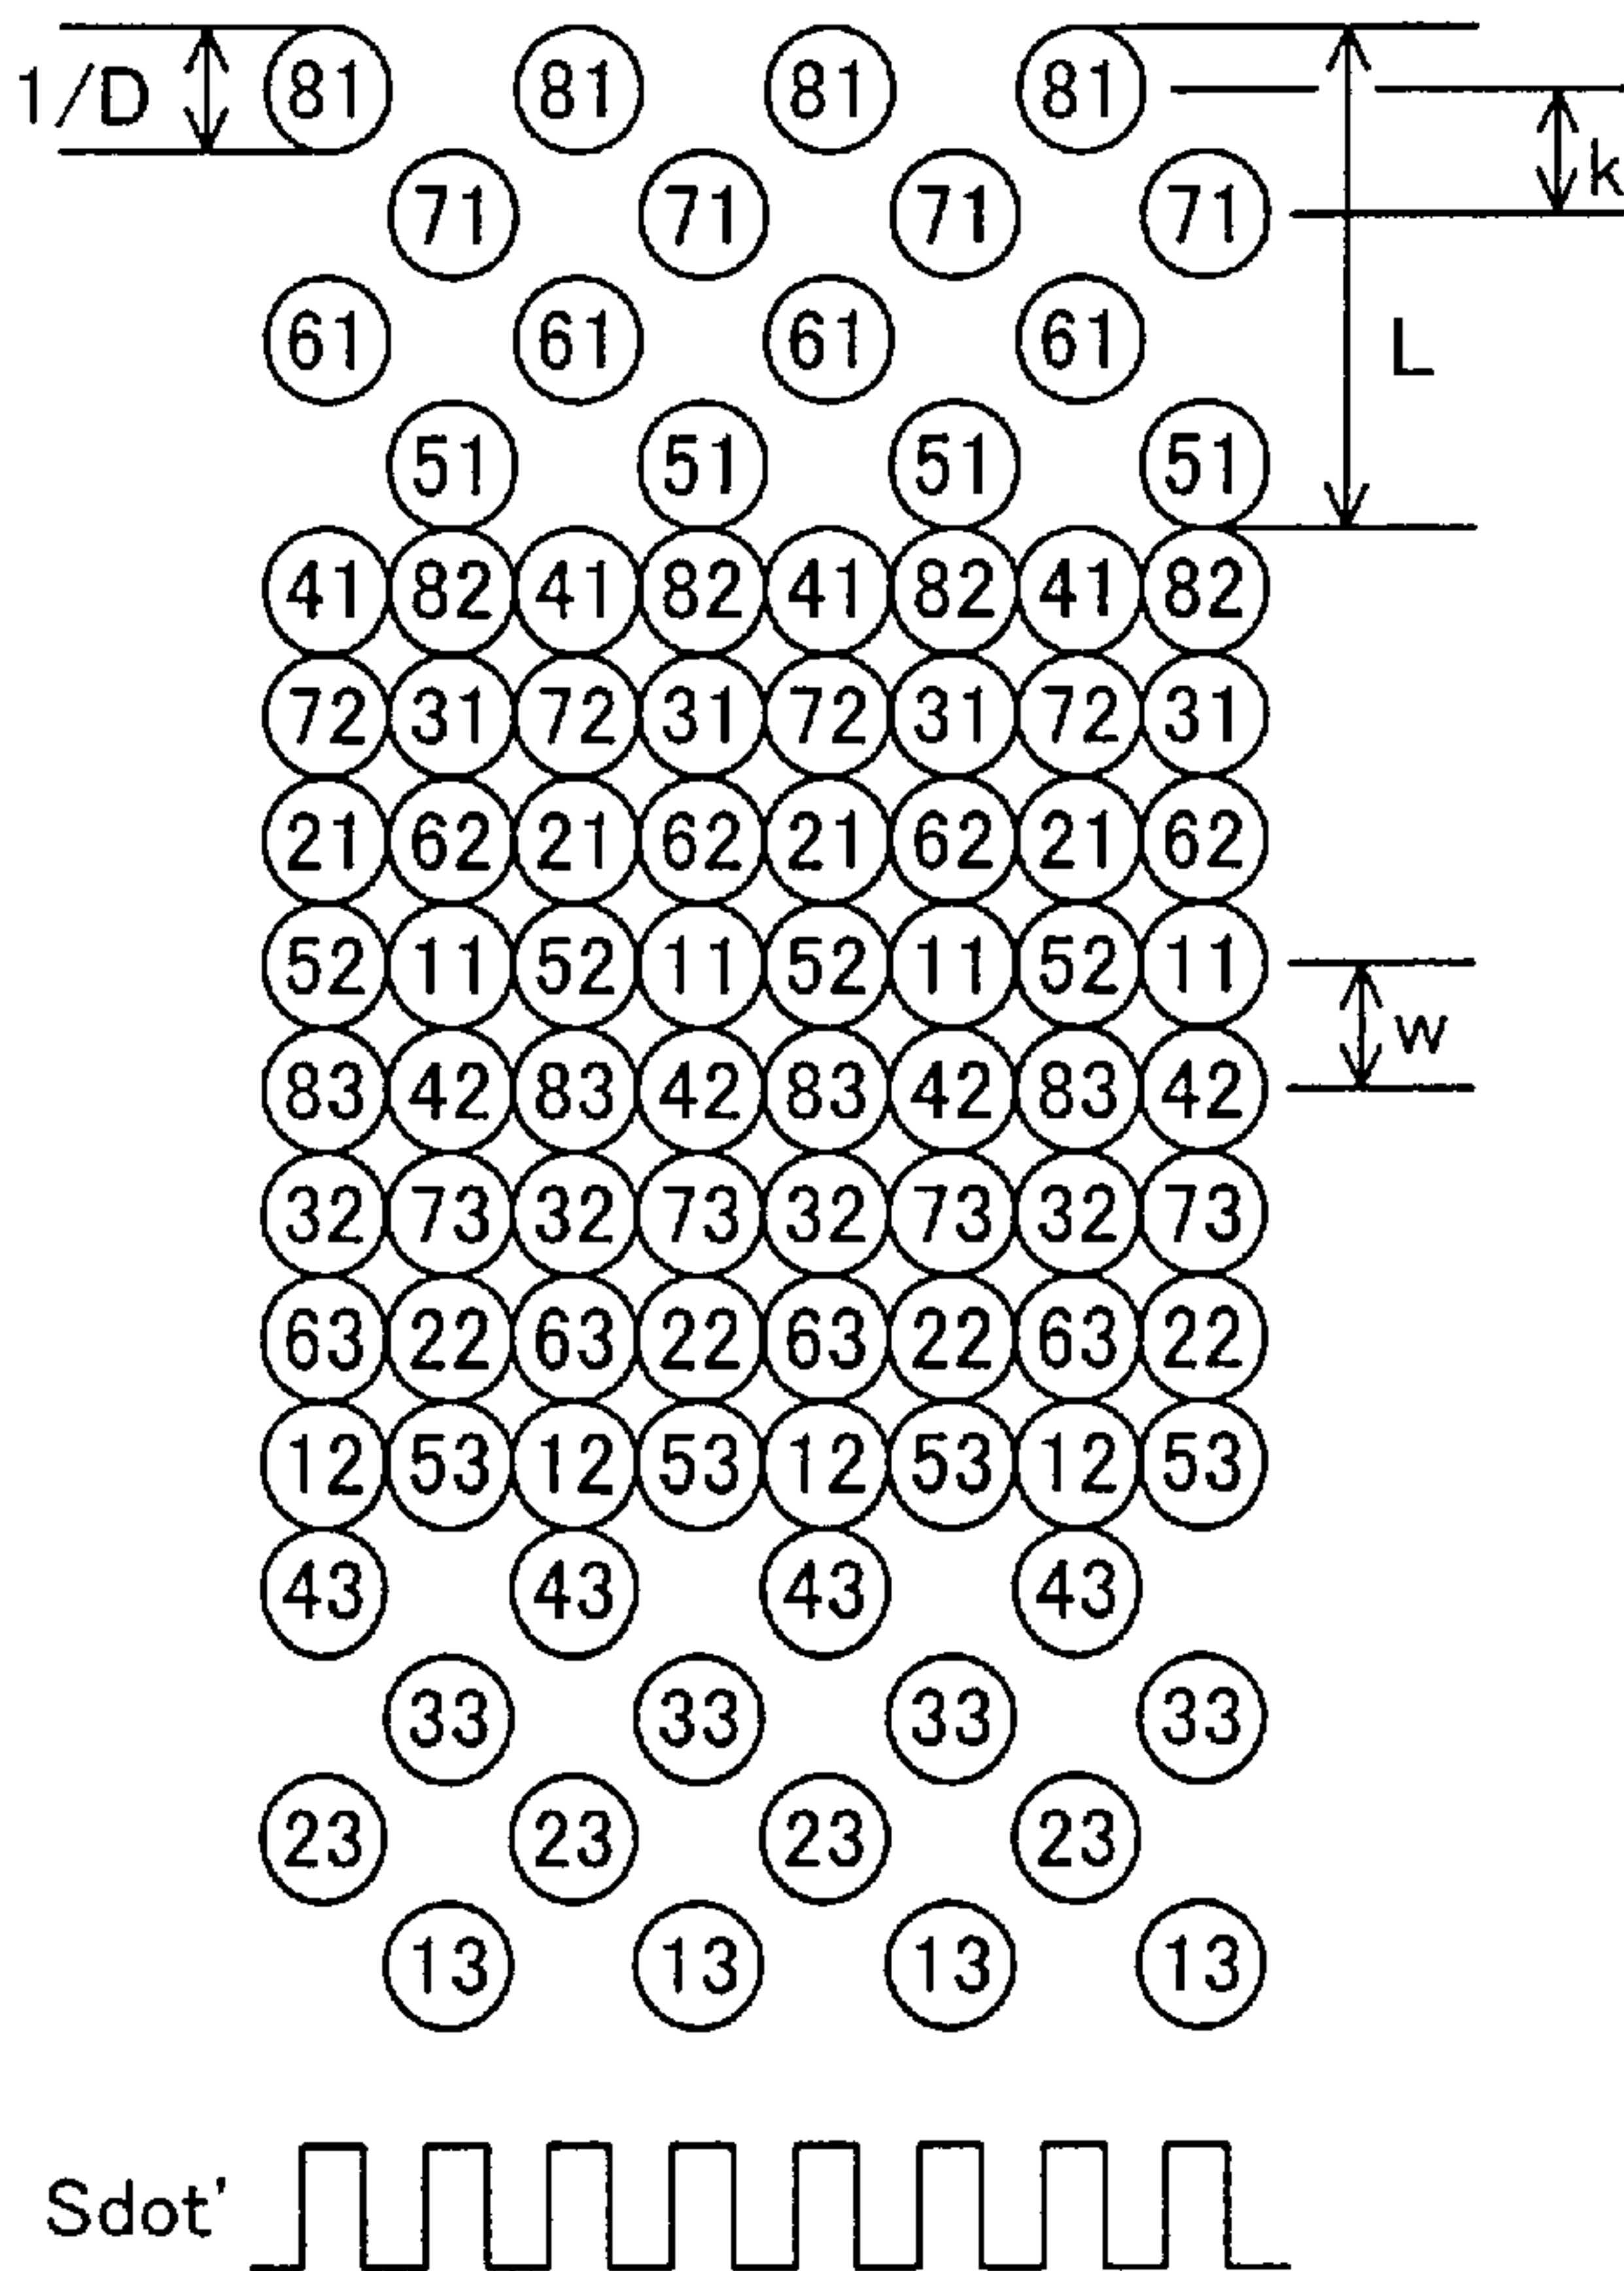 1/D 81 81 81 81
k
71 71 71 71
61 61 61 61 L
51 51 51 51
41 82 41 82 41 82 41 82
72 31 72 31 72 31 72 31
21 62 21 62 21 62 21 62
52 11 52 11 52 11 52 11
w
83 42 83 42 83 42 83 42
32 73 32 73 32 73 32 73
63 22 63 22 63 22 63 22
12 53 12 53 12 53 12 53
43 43 43 43
33 33 33 33
23 23 23 23
13 13 13 13
Sdot'